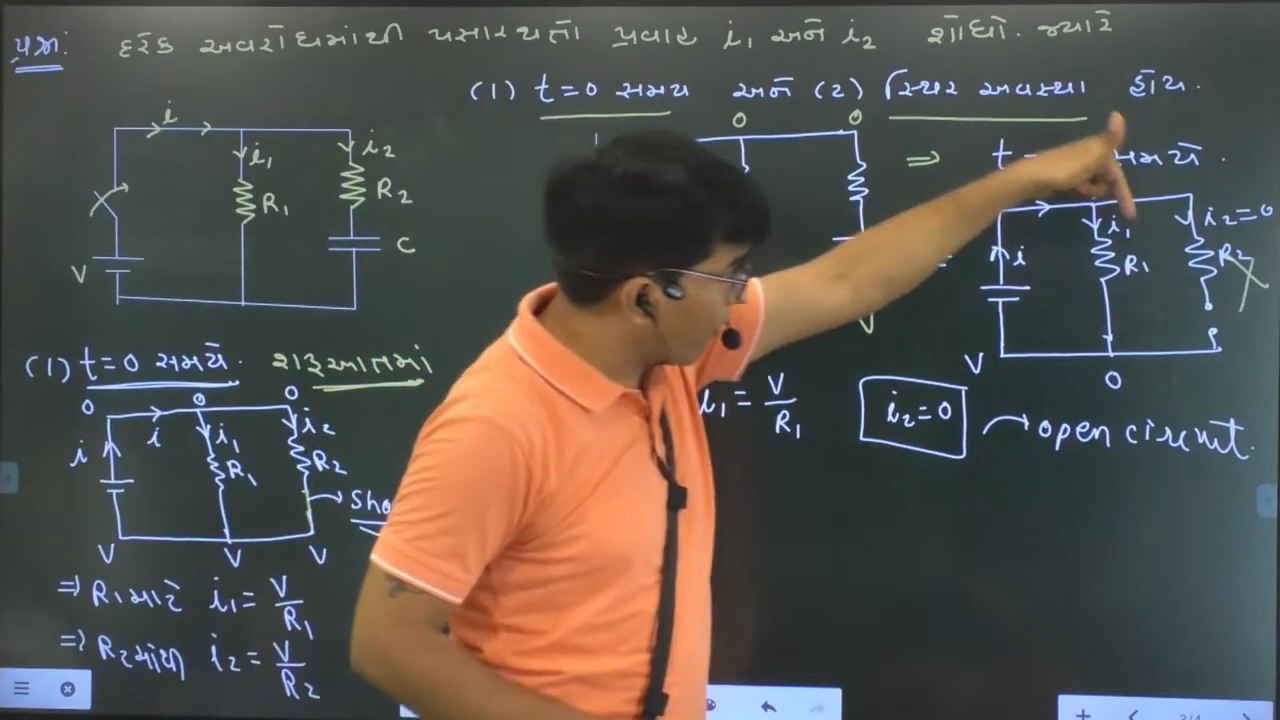 પ્રશ્ન: દરેક અવરોધમાથી પસાર થતો પ્રવાહ i₁ અને i₂ શોધો. જ્યારે
(1) t=0 સમય અને (2) સ્થિર અવસ્થા હોય.
i
i₁
R₁
i₂
R₂
C
V
0
0
⇒ t સમયે.
i
i₁
R₁
i₂=0
R₂
V
0
V
i₁ = V/R₁
i₂=0
open circuit.
(1) t=0 સમયે. શરૂઆતમાં
0 0 0
i
i
i₁
R₁
i₂
R₂
V V V
⇒ R₁ માટે i₁ = V/R₁
⇒ R₂ માંથી i₂ = V/R₂